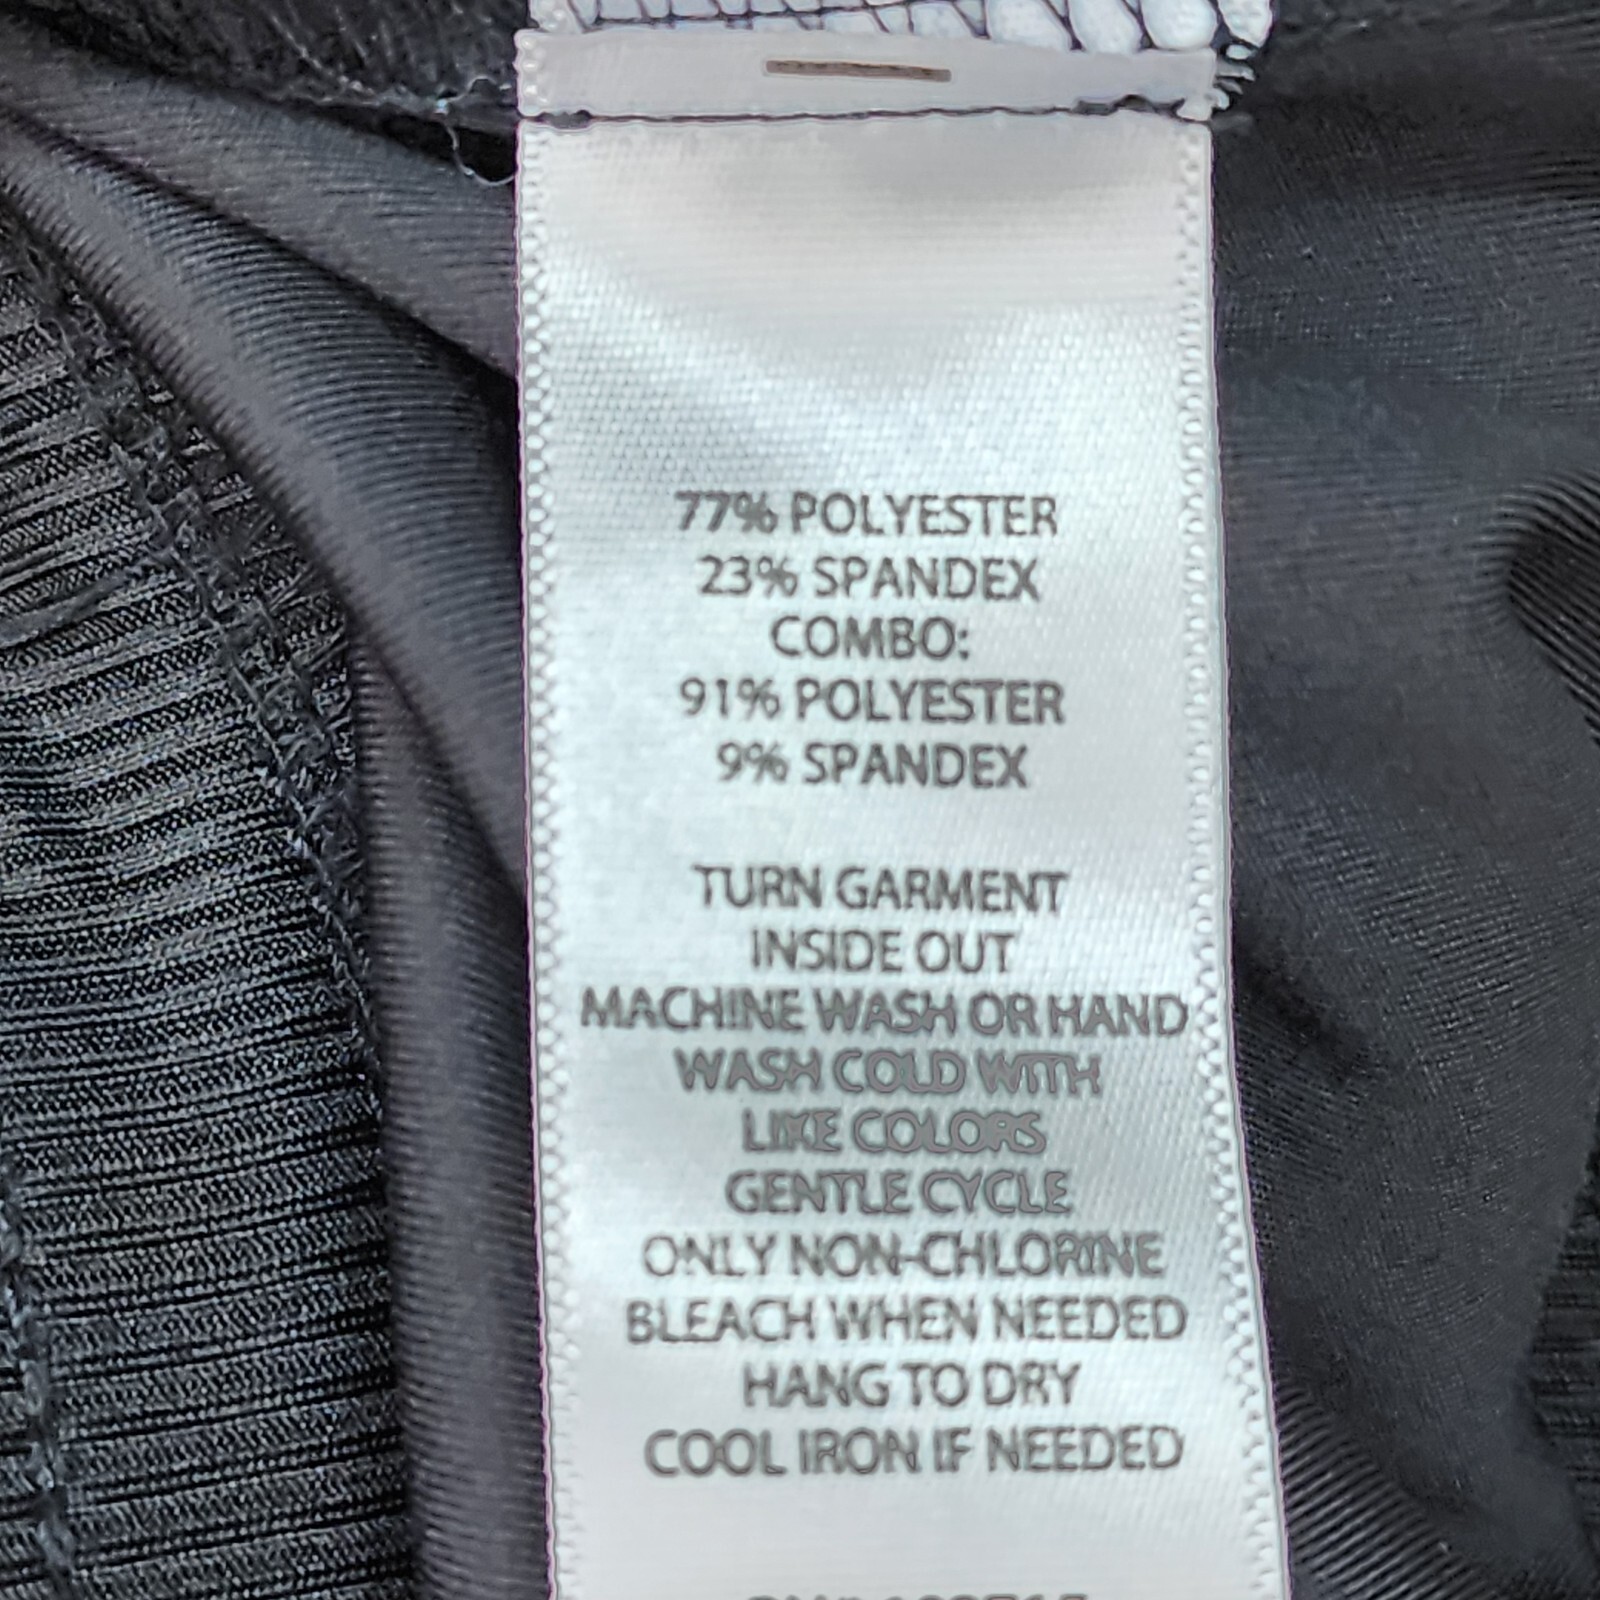 77% POLYESTER
23% SPANDEX
COMBO:
91% POLYESTER
9% SPANDEX
TURN GARMENT
INSIDE OUT
MACHINE WASH OR HAND
WASH COLD WITH
LIKE COLORS
GENTLE CYCLE
ONLY NON-CHLORINE
BLEACH WHEN NEEDED
HANG TO DRY
COOL IRON IF NEEDED